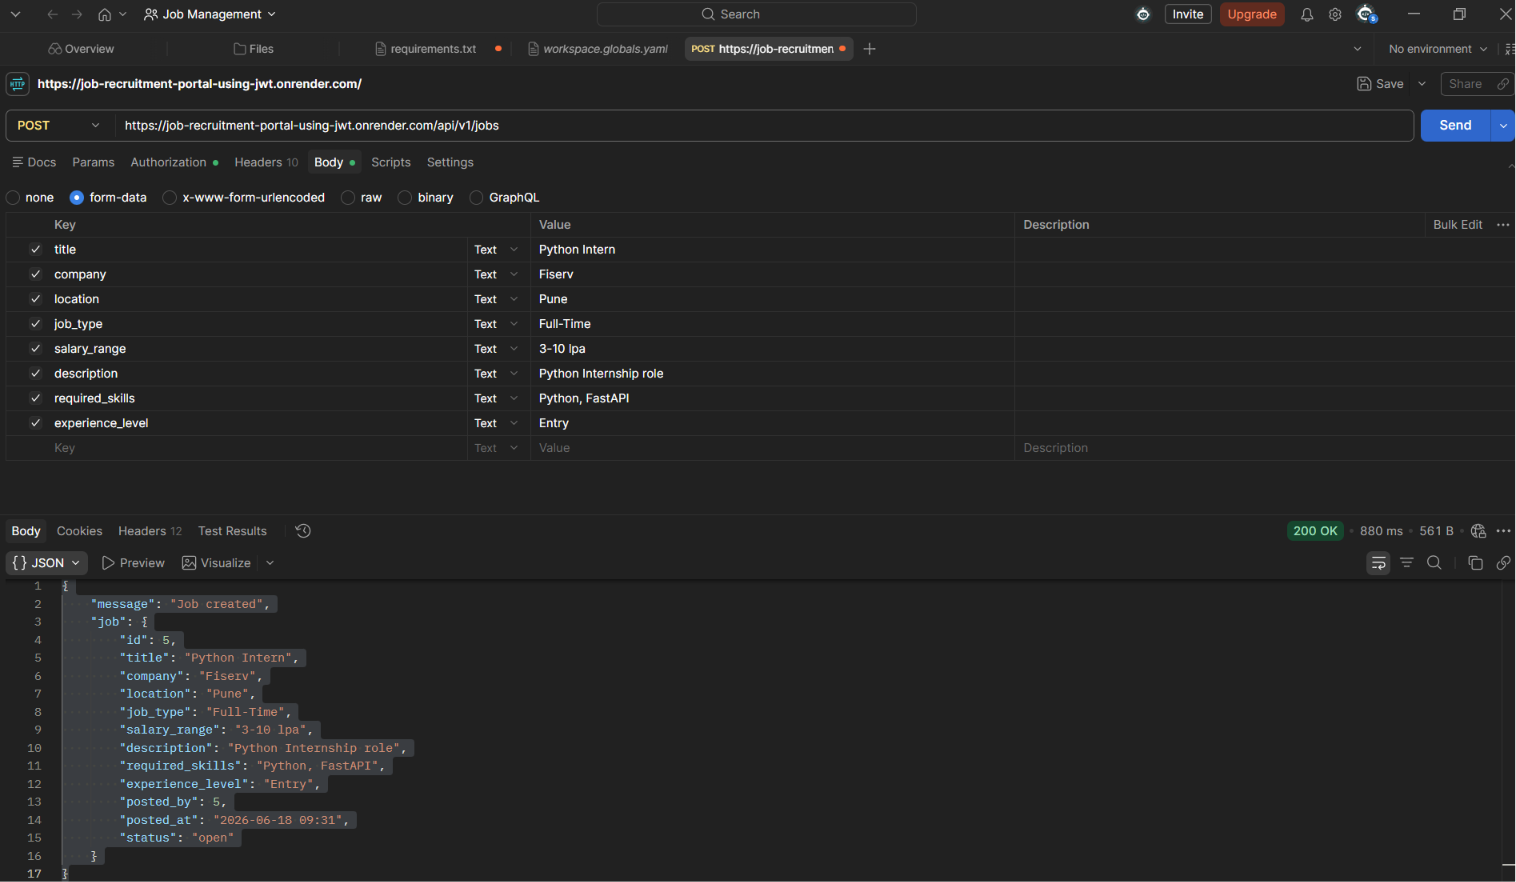 Job Management
Search
Invite
Upgrade
Overview
Files
requirements.txt
workspace.globals.yaml
POST https://job-recruitmen
No environment
HTTP
https://job-recruitment-portal-using-jwt.onrender.com/
Save
Share
POST
https://job-recruitment-portal-using-jwt.onrender.com/api/v1/jobs
Send
Docs Params Authorization Headers 10 Body Scripts Settings
none form-data x-www-form-urlencoded raw binary GraphQL
Key Value Description Bulk Edit
title Text Python Intern
company Text Fiserv
location Text Pune
job_type Text Full-Time
salary_range Text 3-10 lpa
description Text Python Internship role
required_skills Text Python, FastAPI
experience_level Text Entry
Key Text Value Description
Body Cookies Headers 12 Test Results 200 OK • 880 ms • 561 B
{} JSON Preview Visualize
1 {
2 "message": "Job created",
3 "job": {
4 "id": 5,
5 "title": "Python Intern",
6 "company": "Fiserv",
7 "location": "Pune",
8 "job_type": "Full-Time",
9 "salary_range": "3-10 lpa",
10 "description": "Python Internship role",
11 "required_skills": "Python, FastAPI",
12 "experience_level": "Entry",
13 "posted_by": 5,
14 "posted_at": "2026-06-18 09:31",
15 "status": "open"
16 }
17 }